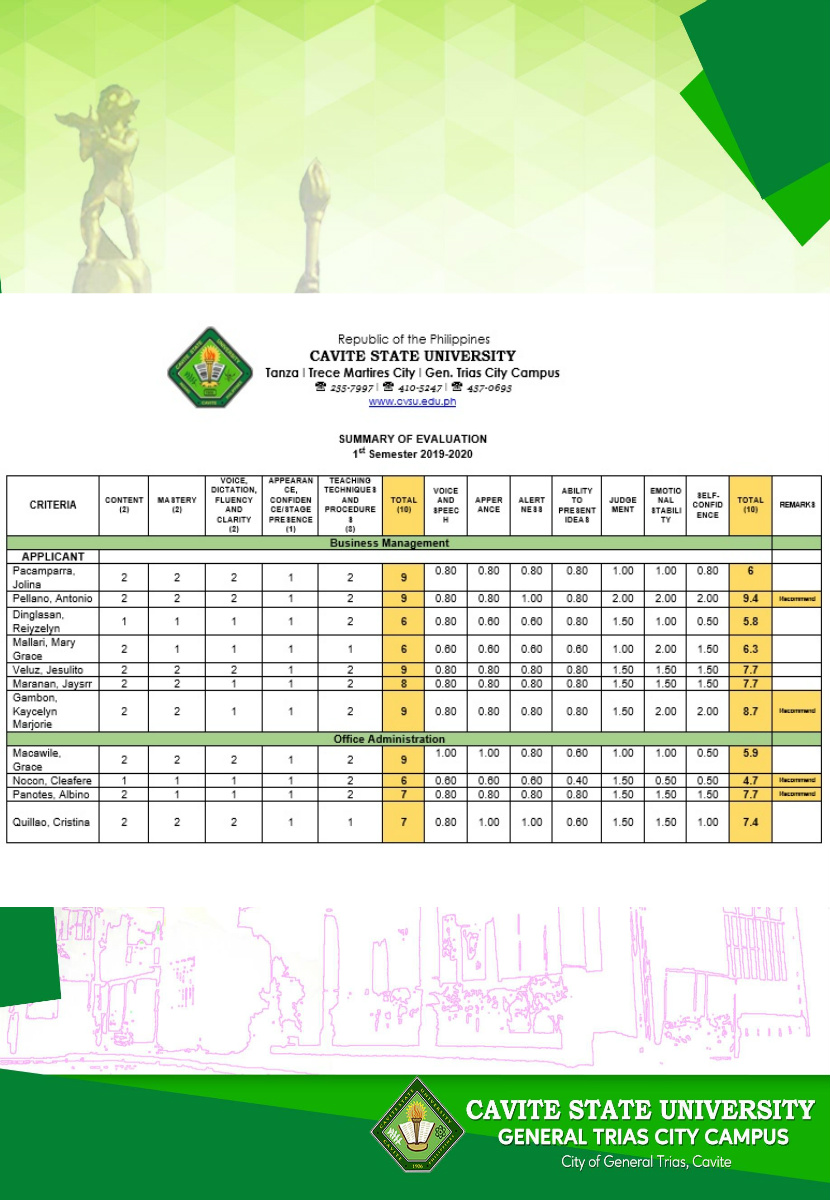 Republic of the Philippines
CAVITE STATE UNIVERSITY
Tanza | Trece Martires City | Gen. Trias City Campus
☎ 235-7997 | ☎ 410-5247 | ☎ 437-0693
www.cvsu.edu.ph
SUMMARY OF EVALUATION
1st Semester 2019-2020
CRITERIA CONTENT (2) MASTERY (2) VOICE, DICTATION, FLUENCY AND CLARITY (2) APPEARANCE, CONFIDENCE/STAGE PRESENCE (1) TEACHING TECHNIQUES AND PROCEDURES (3) TOTAL (10) VOICE AND SPEECH APPERANCE ALERTNESS ABILITY TO PRESENT IDEAS JUDGEMENT EMOTIONAL STABILITY SELF-CONFIDENCE TOTAL (10) REMARKS
Business Management
APPLICANT
Pacamparra, Jolina 2 2 2 1 2 9 0.80 0.80 0.80 0.80 1.00 1.00 0.80 6
Pellano, Antonio 2 2 2 1 2 9 0.80 0.80 1.00 0.80 2.00 2.00 2.00 9.4 Recommend
Dinglasan, Reiyzelyn 1 1 1 1 2 6 0.80 0.60 0.60 0.80 1.50 1.00 0.50 5.8
Mallari, Mary Grace 2 1 1 1 1 6 0.60 0.60 0.60 0.60 1.00 2.00 1.50 6.3
Veluz, Jesulito 2 2 2 1 2 9 0.80 0.80 0.80 0.80 1.50 1.50 1.50 7.7
Maranan, Jaysrr 2 2 1 1 2 8 0.80 0.80 0.80 0.80 1.50 1.50 1.50 7.7
Gambon, Kaycelyn Marjorie 2 2 1 1 2 9 0.80 0.80 0.80 0.80 1.50 2.00 2.00 8.7 Recommend
Office Administration
Macawile, Grace 2 2 2 1 2 9 1.00 1.00 0.80 0.60 1.00 1.00 0.50 5.9
Nocon, Cleafere 1 1 1 1 2 6 0.60 0.60 0.60 0.40 1.50 0.50 0.50 4.7 Recommend
Panotes, Albino 2 1 1 1 2 7 0.80 0.80 0.80 0.80 1.50 1.50 1.50 7.7 Recommend
Quillao, Cristina 2 2 2 1 1 7 0.80 1.00 1.00 0.60 1.50 1.50 1.00 7.4
CAVITE STATE UNIVERSITY
GENERAL TRIAS CITY CAMPUS
City of General Trias, Cavite